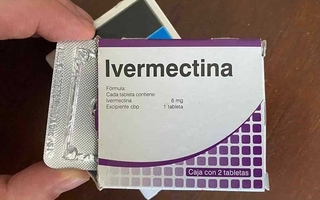 Ivermectina
Fórmula:
Cada tableta contiene:
Ivermectina 6 mg
Excipiente cbp 1 tableta
Caja con 2 tabletas